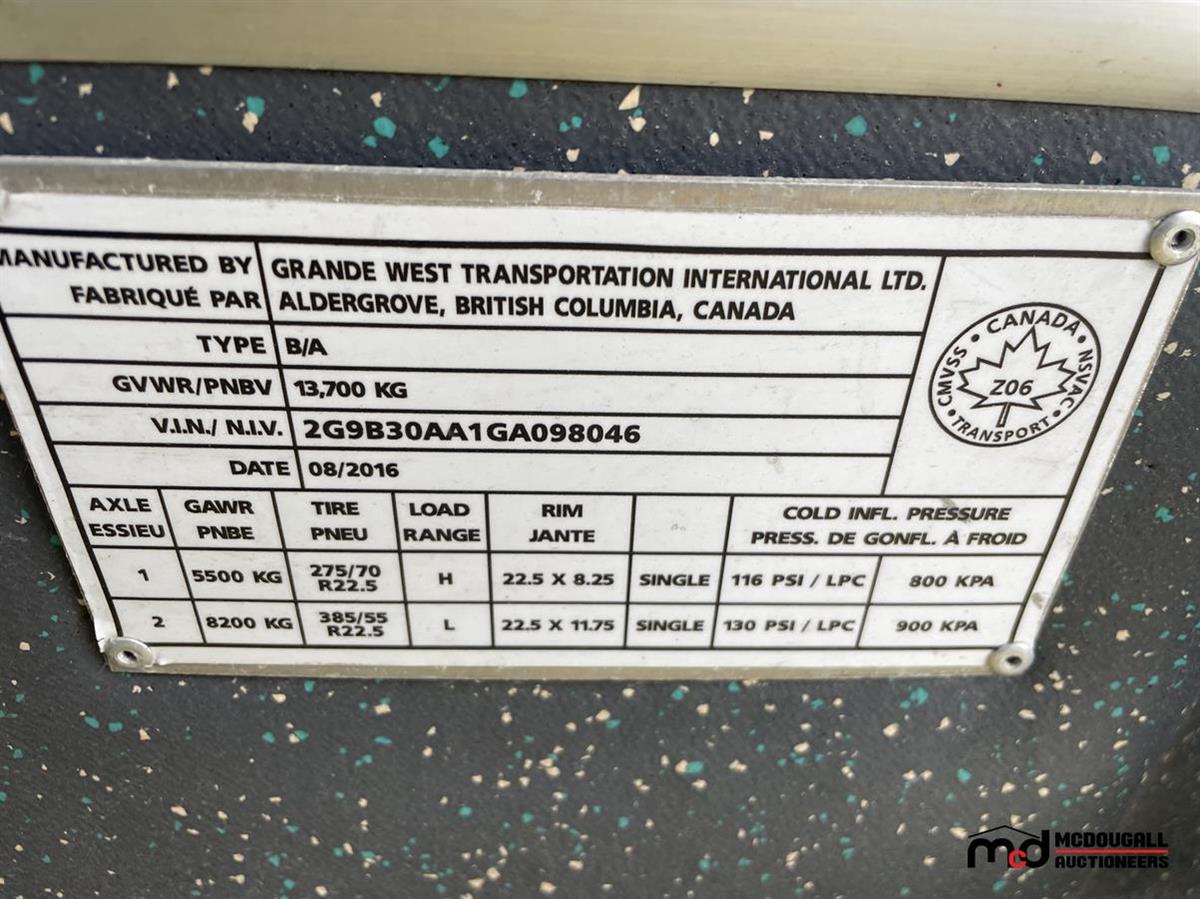 MANUFACTURED BY
FABRIQUÉ PAR
GRANDE WEST TRANSPORTATION INTERNATIONAL LTD.
ALDERGROVE, BRITISH COLUMBIA, CANADA
TYPE B/A
GVWR/PNBV 13,700 KG
V.I.N./ N.I.V. 2G9B30AA1GA098046
DATE 08/2016
CANADA • NSVAC • TRANSPORT • CMVSS •
Z06
AXLE GAWR TIRE LOAD RIM COLD INFL. PRESSURE
ESSIEU PNBE PNEU RANGE JANTE PRESS. DE GONFL. À FROID
1 5500 KG 275/70 R22.5 H 22.5 X 8.25 SINGLE 116 PSI / LPC 800 KPA
2 8200 KG 385/55 R22.5 L 22.5 X 11.75 SINGLE 130 PSI / LPC 900 KPA
mcd MCDOUGALL
AUCTIONEERS